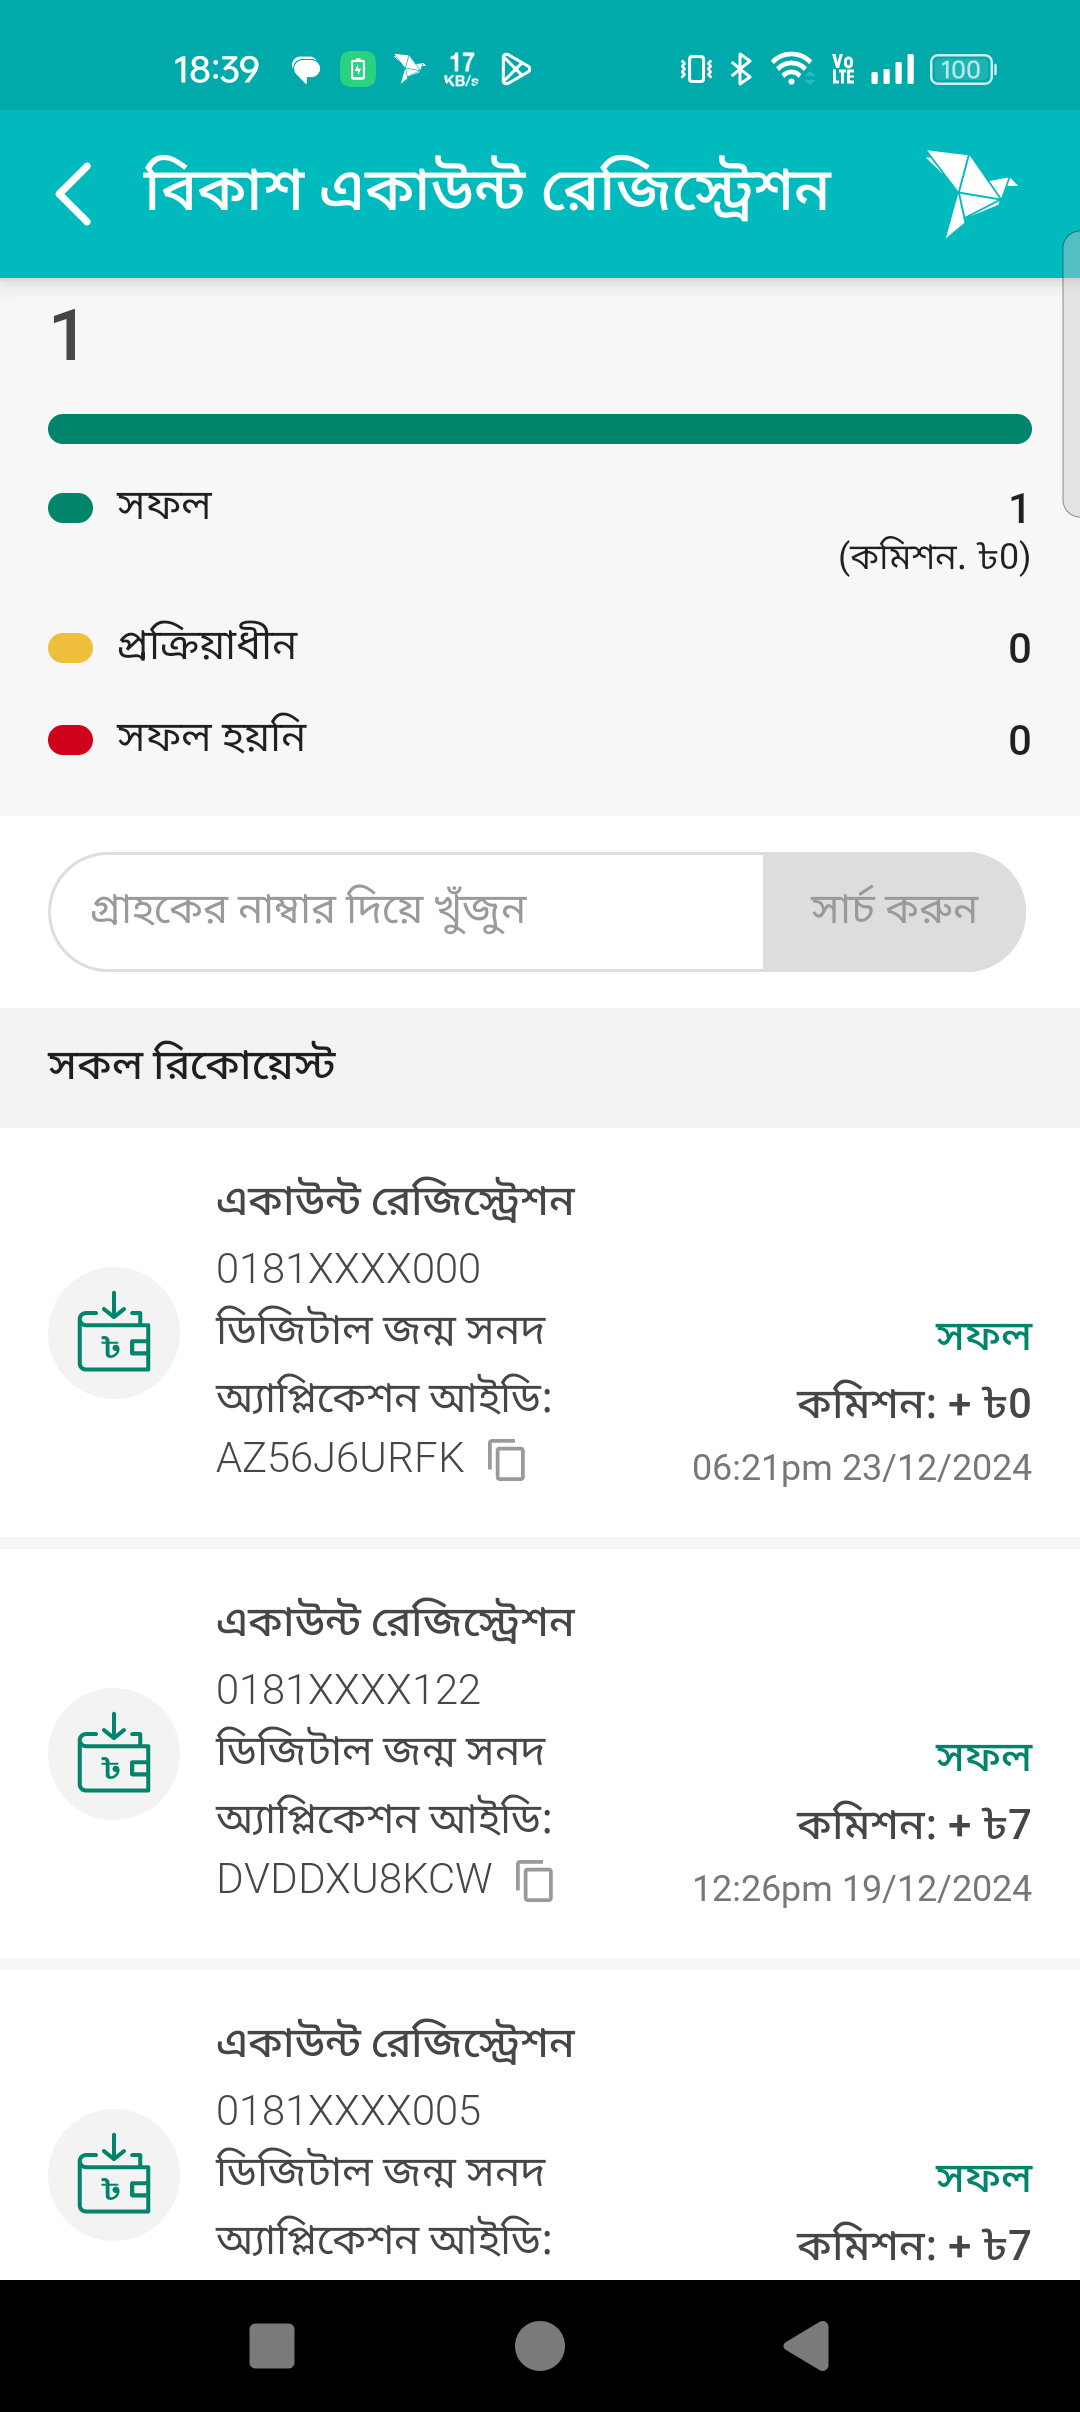 18:39
17
KB/s
Vo
LTE
100
বিকাশ একাউন্ট রেজিস্ট্রেশন
1
সফল
1
(কমিশন. ৳0)
প্রক্রিয়াধীন
0
সফল হয়নি
0
গ্রাহকের নাম্বার দিয়ে খুঁজুন
সার্চ করুন
সকল রিকোয়েস্ট
একাউন্ট রেজিস্ট্রেশন
0181XXXX000
ডিজিটাল জন্ম সনদ
সফল
অ্যাপ্লিকেশন আইডি:
কমিশন: + ৳0
AZ56J6URFK
06:21pm 23/12/2024
একাউন্ট রেজিস্ট্রেশন
0181XXXX122
ডিজিটাল জন্ম সনদ
সফল
অ্যাপ্লিকেশন আইডি:
কমিশন: + ৳7
DVDDXU8KCW
12:26pm 19/12/2024
একাউন্ট রেজিস্ট্রেশন
0181XXXX005
ডিজিটাল জন্ম সনদ
সফল
অ্যাপ্লিকেশন আইডি:
কমিশন: + ৳7